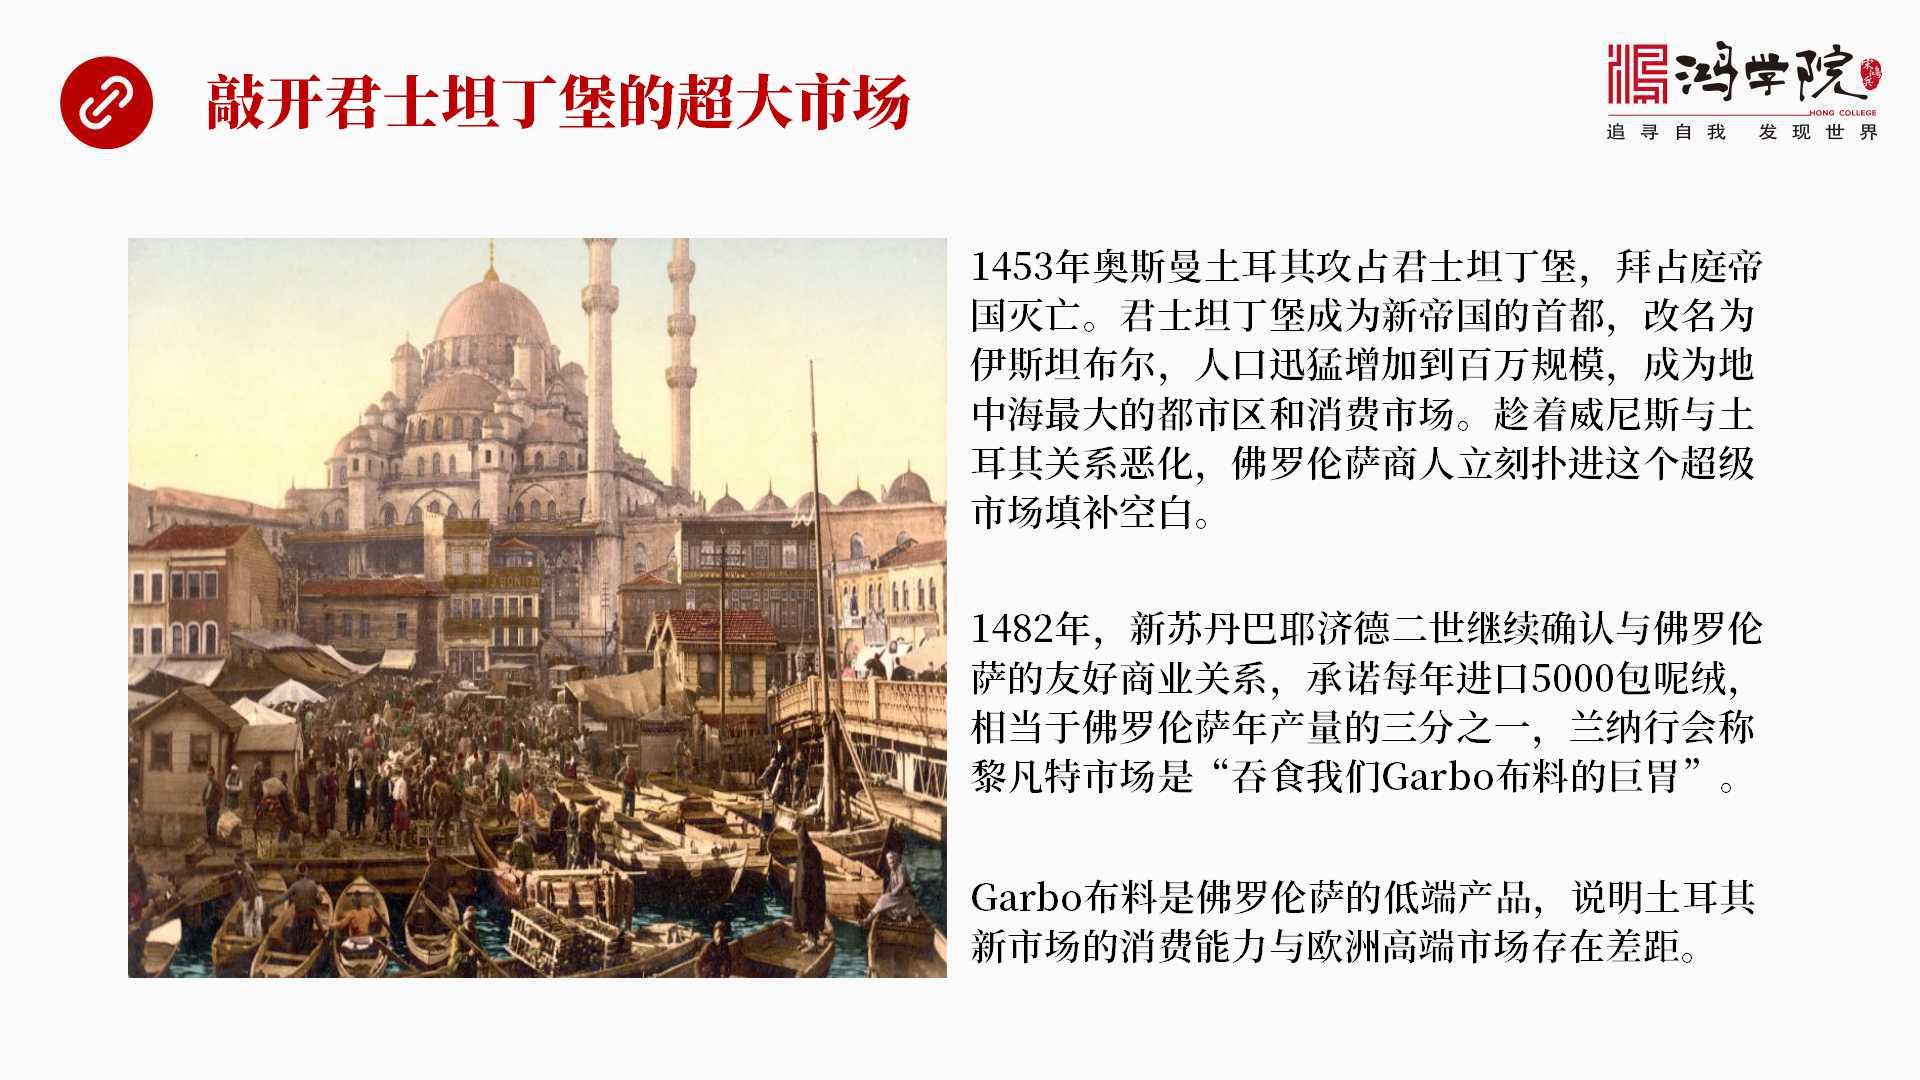 敲开君士坦丁堡的超大市场
鸿学院
宋鸿兵
HONG COLLEGE
追寻自我 发现世界
1453年奥斯曼土耳其攻占君士坦丁堡，拜占庭帝
国灭亡。君士坦丁堡成为新帝国的首都，改名为
伊斯坦布尔，人口迅猛增加到百万规模，成为地
中海最大的都市区和消费市场。趁着威尼斯与土
耳其关系恶化，佛罗伦萨商人立刻扑进这个超级
市场填补空白。
1482年，新苏丹巴耶济德二世继续确认与佛罗伦
萨的友好商业关系，承诺每年进口5000包呢绒，
相当于佛罗伦萨年产量的三分之一，兰纳行会称
黎凡特市场是“吞食我们Garbo布料的巨胃”。
Garbo布料是佛罗伦萨的低端产品，说明土耳其
新市场的消费能力与欧洲高端市场存在差距。